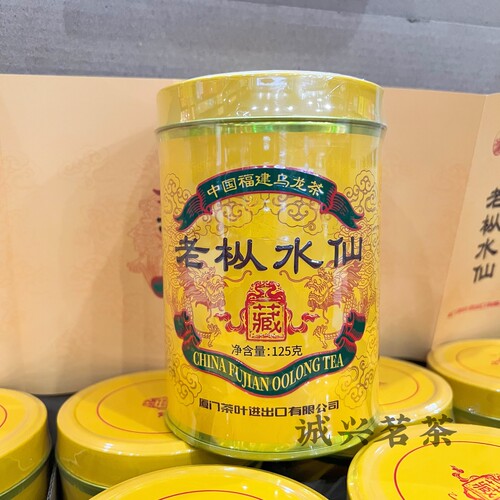 中国福建乌龙茶
老枞水仙
藏
净含量:125克
CHINA FUJIAN OOLONG TEA
厦门茶叶进出口有限公司
诚兴茗茶
老枞水仙